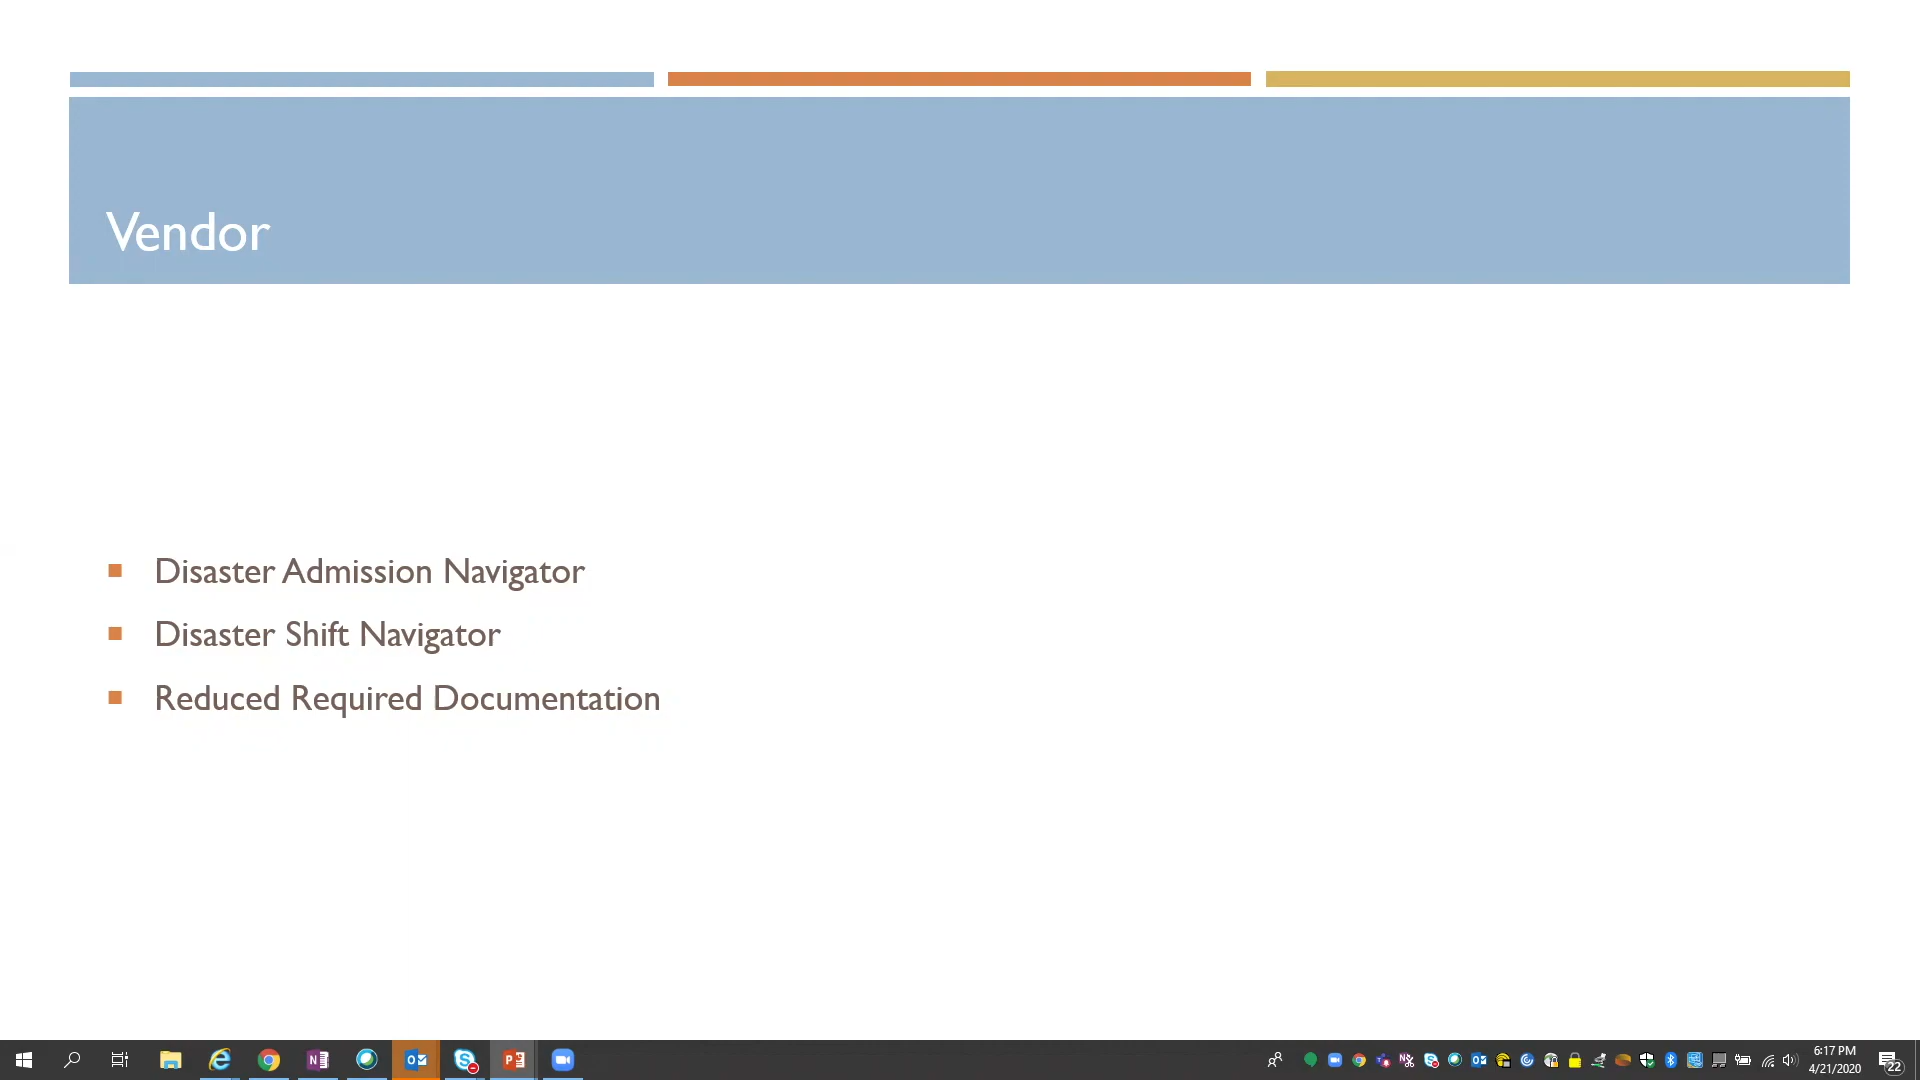 Vendor
Disaster Admission Navigator
Disaster Shift Navigator
Reduced Required Documentation
6:17 PM
4/21/2020
22